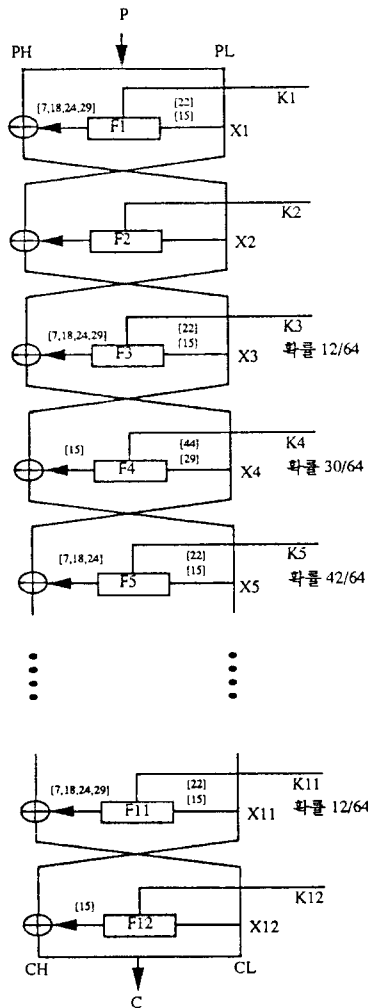 P
PH PL
[7,18,24,29] F1 [22] [15] K1 X1
F2 K2 X2
[7,18,24,29] F3 [22] [15] K3 X3 확률 12/64
[15] F4 [44] [29] K4 X4 확률 30/64
[7,18,24] F5 [22] [15] K5 X5 확률 42/64
[7,18,24,29] F11 [22] [15] K11 X11 확률 12/64
[15] F12 K12 X12
CH CL
C